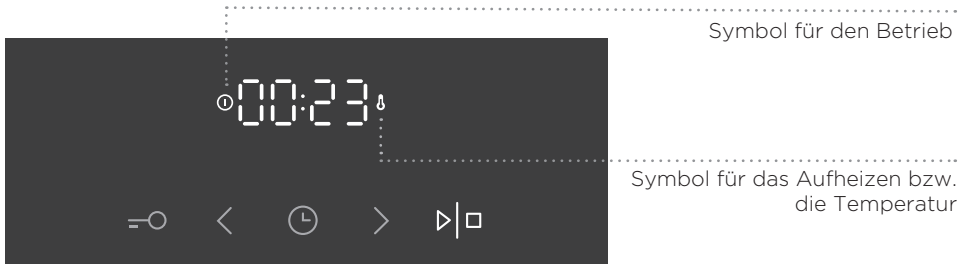 Symbol für den Betrieb
00:23
Symbol für das Aufheizen bzw.
die Temperatur